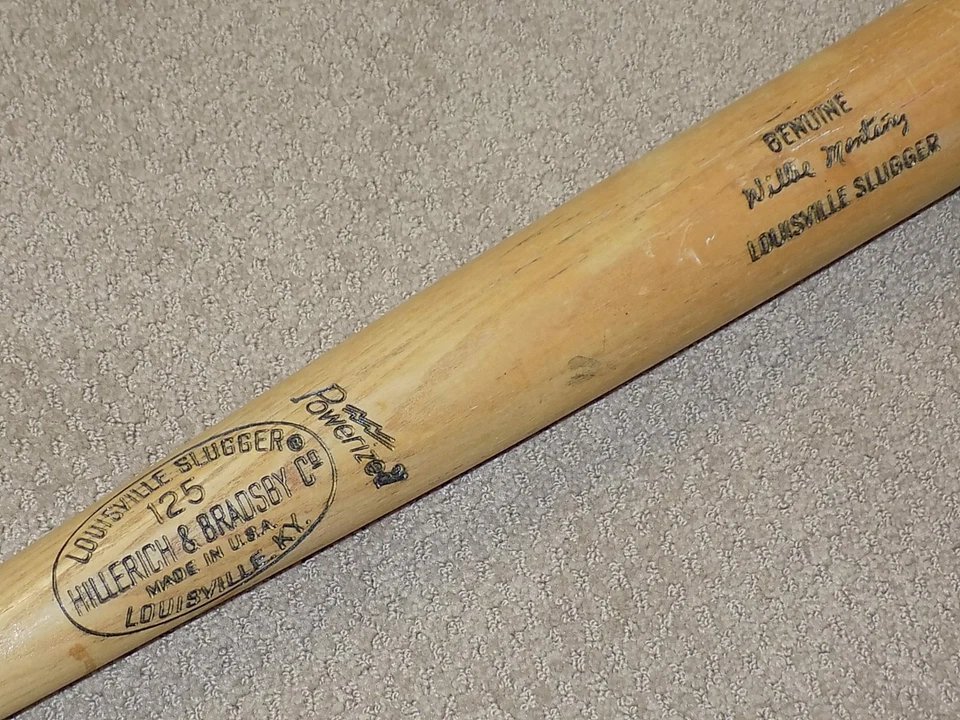 LOUISVILLE SLUGGER®
125
HILLERICH & BRADSBY Co
MADE IN U.S.A.
LOUISVILLE, KY.
Powerized
GENUINE
Willie Montanez
LOUISVILLE SLUGGER